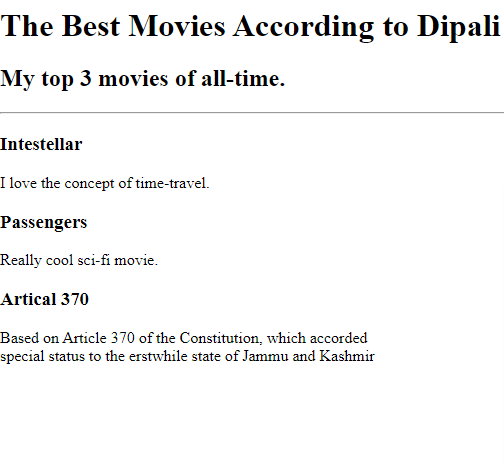 The Best Movies According to Dipali
My top 3 movies of all-time.
Intestellar
I love the concept of time-travel.
Passengers
Really cool sci-fi movie.
Artical 370
Based on Article 370 of the Constitution, which accorded
special status to the erstwhile state of Jammu and Kashmir